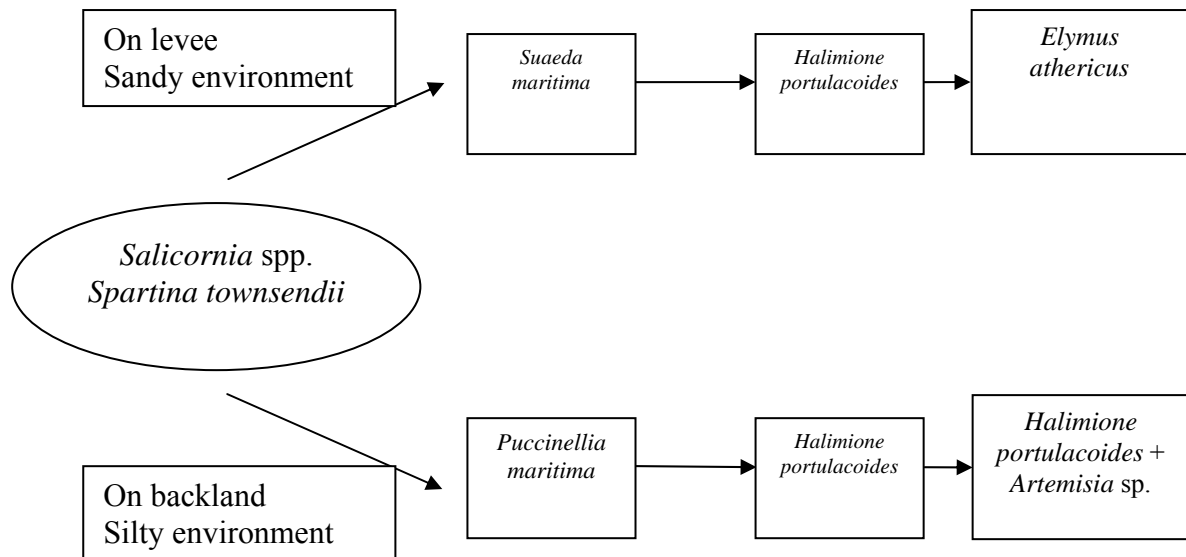 On levee
Sandy environment
Suaeda
maritima
Halimione
portulacoides
Elymus
athericus
Salicornia spp.
Spartina townsendii
On backland
Silty environment
Puccinellia
maritima
Halimione
portulacoides
Halimione
portulacoides +
Artemisia sp.